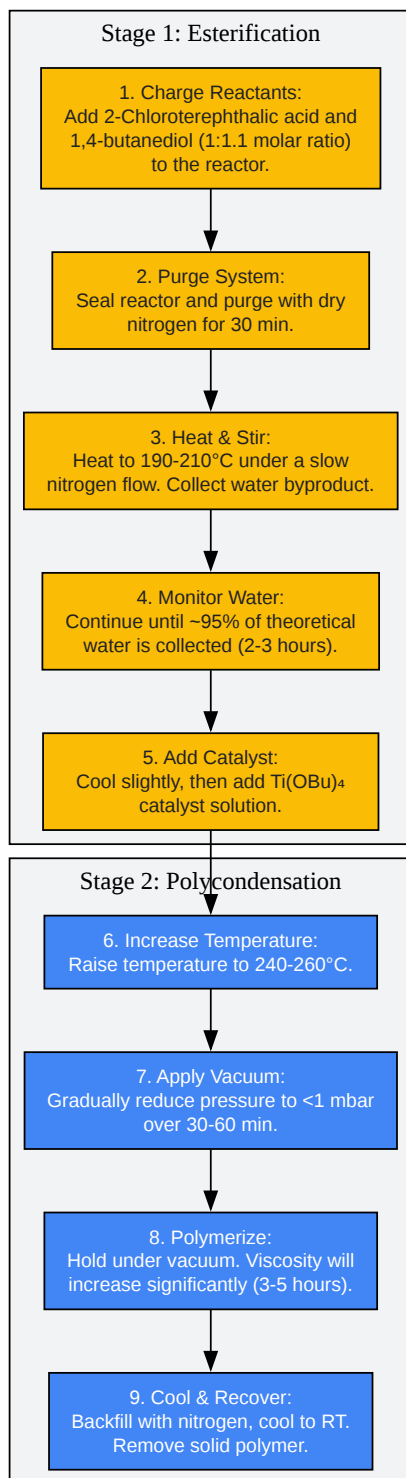 Stage 1: Esterification
1. Charge Reactants:
Add 2-Chloroterephthalic acid and
1,4-butanediol (1:1.1 molar ratio)
to the reactor.
2. Purge System:
Seal reactor and purge with dry
nitrogen for 30 min.
3. Heat & Stir:
Heat to 190-210°C under a slow
nitrogen flow. Collect water byproduct.
4. Monitor Water:
Continue until ~95% of theoretical
water is collected (2-3 hours).
5. Add Catalyst:
Cool slightly, then add Ti(OBu)₄
catalyst solution.
Stage 2: Polycondensation
6. Increase Temperature:
Raise temperature to 240-260°C.
7. Apply Vacuum:
Gradually reduce pressure to <1 mbar
over 30-60 min.
8. Polymerize:
Hold under vacuum. Viscosity will
increase significantly (3-5 hours).
9. Cool & Recover:
Backfill with nitrogen, cool to RT.
Remove solid polymer.